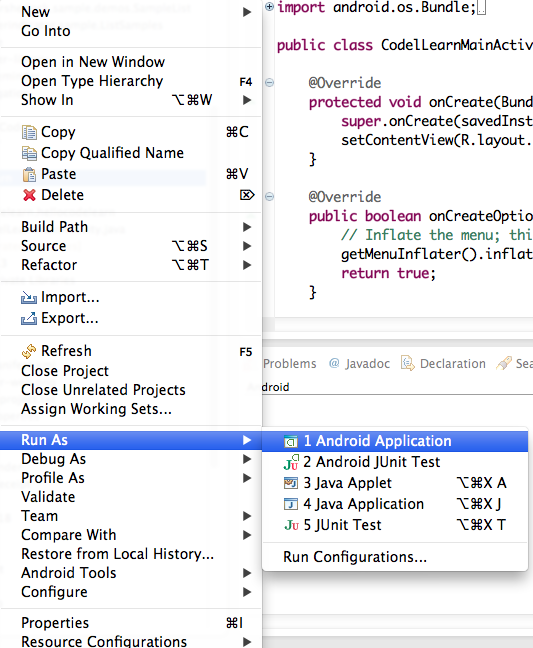 New
Go Into
Open in New Window
Open Type Hierarchy F4
Show In ⌥⌘W
Copy ⌘C
Copy Qualified Name
Paste ⌘V
Delete ⌦
Build Path
Source ⌥⌘S
Refactor ⌥⌘T
Import...
Export...
Refresh F5
Close Project
Close Unrelated Projects
Assign Working Sets...
Run As
Debug As
Profile As
Validate
Team
Compare With
Restore from Local History...
Android Tools
Configure
Properties ⌘I
Resource Configurations
import android.os.Bundle;
public class CodelLearnMainActiv
@Override
protected void onCreate(Bund
super.onCreate(savedInst
setContentView(R.layout.
}
@Override
public boolean onCreateOptio
// Inflate the menu; thi
getMenuInflater().inflat
return true;
}
Problems @ Javadoc Declaration Sea
ndroid
1 Android Application
2 Android JUnit Test
3 Java Applet ⌥⌘X A
4 Java Application ⌥⌘X J
5 JUnit Test ⌥⌘X T
Run Configurations...